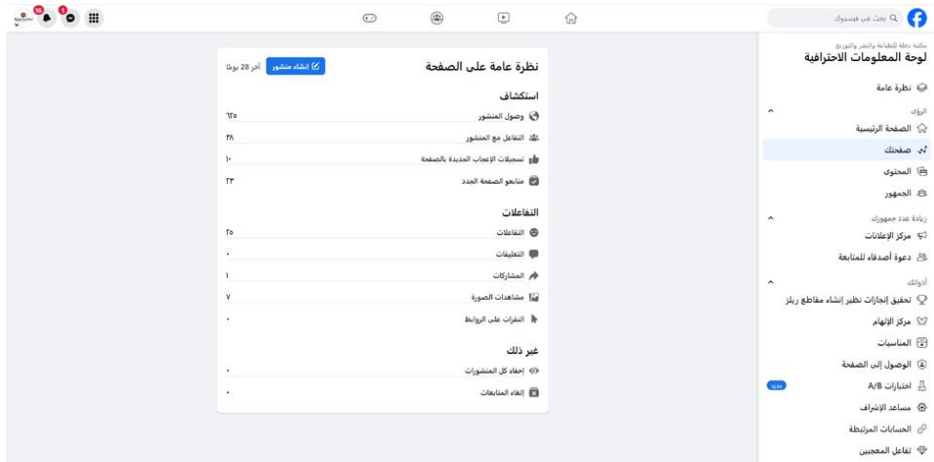 16
1
بحث في فيسبوك
مكتبة دجلة للطباعة والنشر والتوزيع
لوحة المعلومات الاحترافية
نظرة عامة
الرؤى
الصفحة الرئيسية
صفحتك
المحتوى
الجمهور
زيادة عدد جمهورك
مركز الإعلانات
دعوة أصدقاء للمتابعة
أدواتك
تحقيق إنجازات نظير إنشاء مقاطع ريلز
مركز الإلهام
المناسبات
الوصول إلى الصفحة
اختبارات A/B جديد
مساعد الإشراف
الحسابات المرتبطة
تفاعل المعجبين
نظرة عامة على الصفحة
آخر 28 يومًا
إنشاء منشور
استكشاف
وصول المنشور ٦٢٥
التفاعل مع المنشور ٣٨
تسجيلات الإعجاب الجديدة بالصفحة ١٠
متابعو الصفحة الجدد ٢٣
التفاعلات
التفاعلات ٢٥
التعليقات ٠
المشاركات ١
مشاهدات الصورة ٧
النقرات على الروابط ٠
غير ذلك
إخفاء كل المنشورات ٠
إلغاء المتابعات ٠